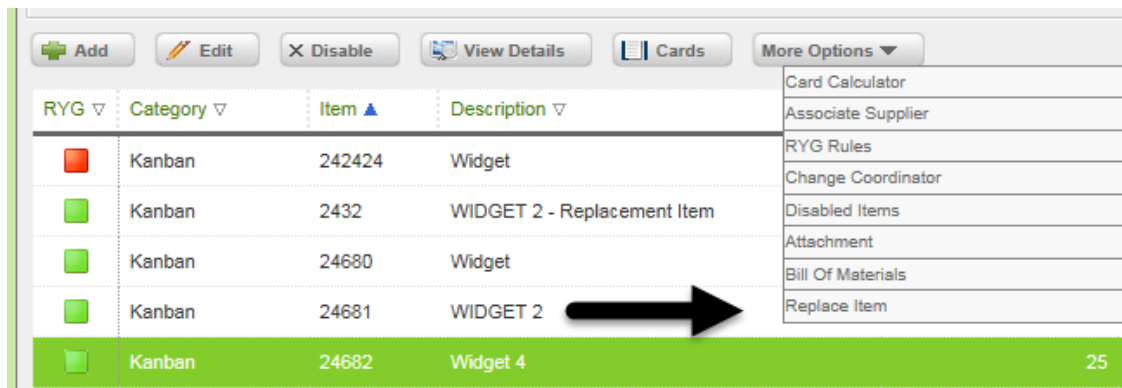 Add Edit X Disable View Details Cards More Options
Card Calculator
Associate Supplier
RYG Rules
Change Coordinator
Disabled Items
Attachment
Bill Of Materials
Replace Item
RYG Category Item Description
Kanban 242424 Widget
Kanban 2432 WIDGET 2 - Replacement Item
Kanban 24680 Widget
Kanban 24681 WIDGET 2
Kanban 24682 Widget 4 25